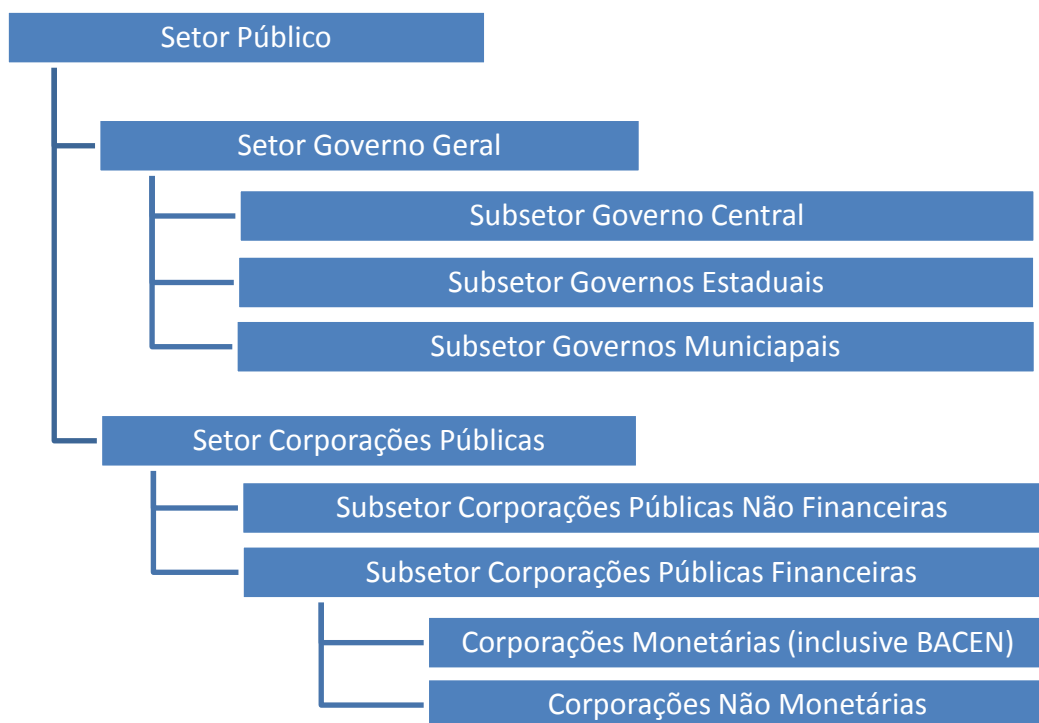 Setor Público
Setor Governo Geral
Subsetor Governo Central
Subsetor Governos Estaduais
Subsetor Governos Municiapais
Setor Corporações Públicas
Subsetor Corporações Públicas Não Financeiras
Subsetor Corporações Públicas Financeiras
Corporações Monetárias (inclusive BACEN)
Corporações Não Monetárias